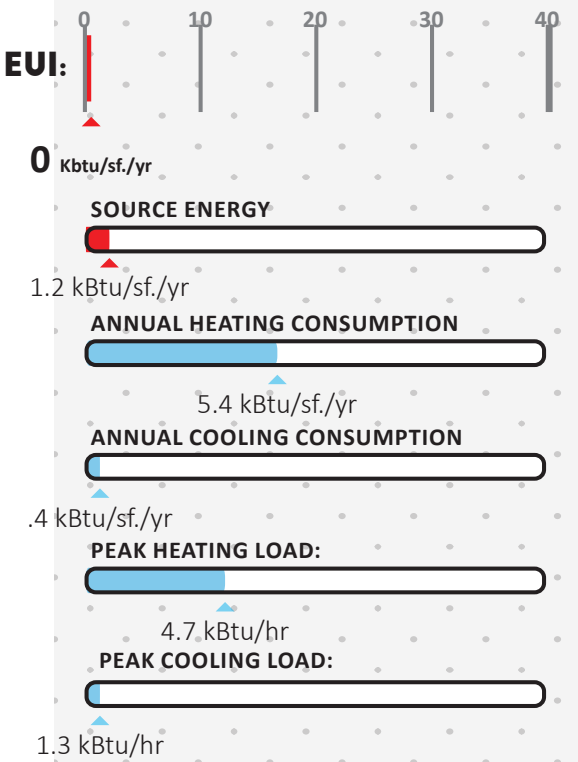 0 10 20 30 40
EUI:
0 Kbtu/sf./yr
SOURCE ENERGY
1.2 kBtu/sf./yr
ANNUAL HEATING CONSUMPTION
5.4 kBtu/sf./yr
ANNUAL COOLING CONSUMPTION
.4 kBtu/sf./yr
PEAK HEATING LOAD:
4.7 kBtu/hr
PEAK COOLING LOAD:
1.3 kBtu/hr